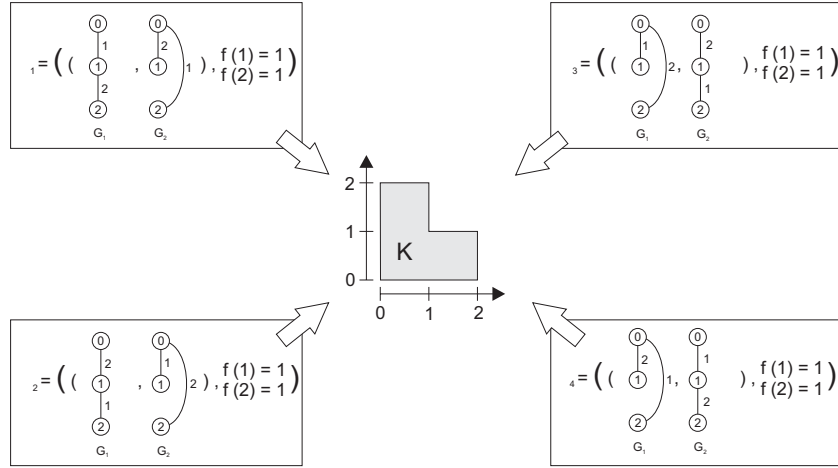 0 0
1 2
₁ = ( ( 1 , 1 1 ) , f (1) = 1 )
f (2) = 1
2
2 2
G₁ G₂
0 0
1 2
₃ = ( ( 1 2 , 1 ) , f (1) = 1 )
f (2) = 1
1
2 2
G₁ G₂
2
1
K
0
0 1 2
0 0
2 1
₂ = ( ( 1 , 1 2 ) , f (1) = 1 )
f (2) = 1
1
2 2
G₁ G₂
0 0
2 1
₄ = ( ( 1 1 , 1 ) , f (1) = 1 )
f (2) = 1
2
2 2
G₁ G₂